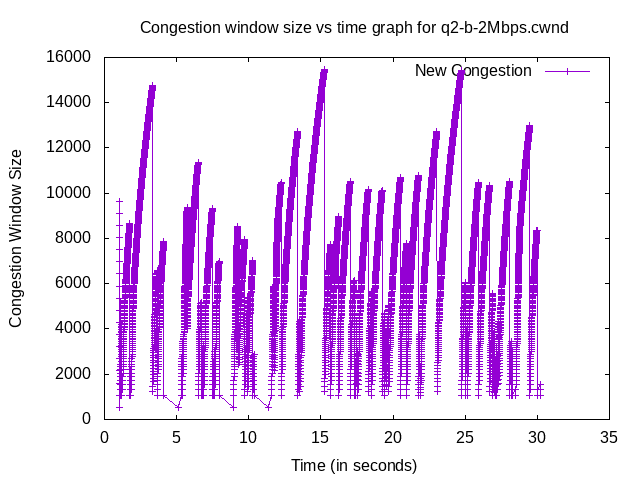 Congestion window size vs time graph for q2-b-2Mbps.cwnd
New Congestion
Congestion Window Size
16000
14000
12000
10000
8000
6000
4000
2000
0
0 5 10 15 20 25 30 35
Time (in seconds)